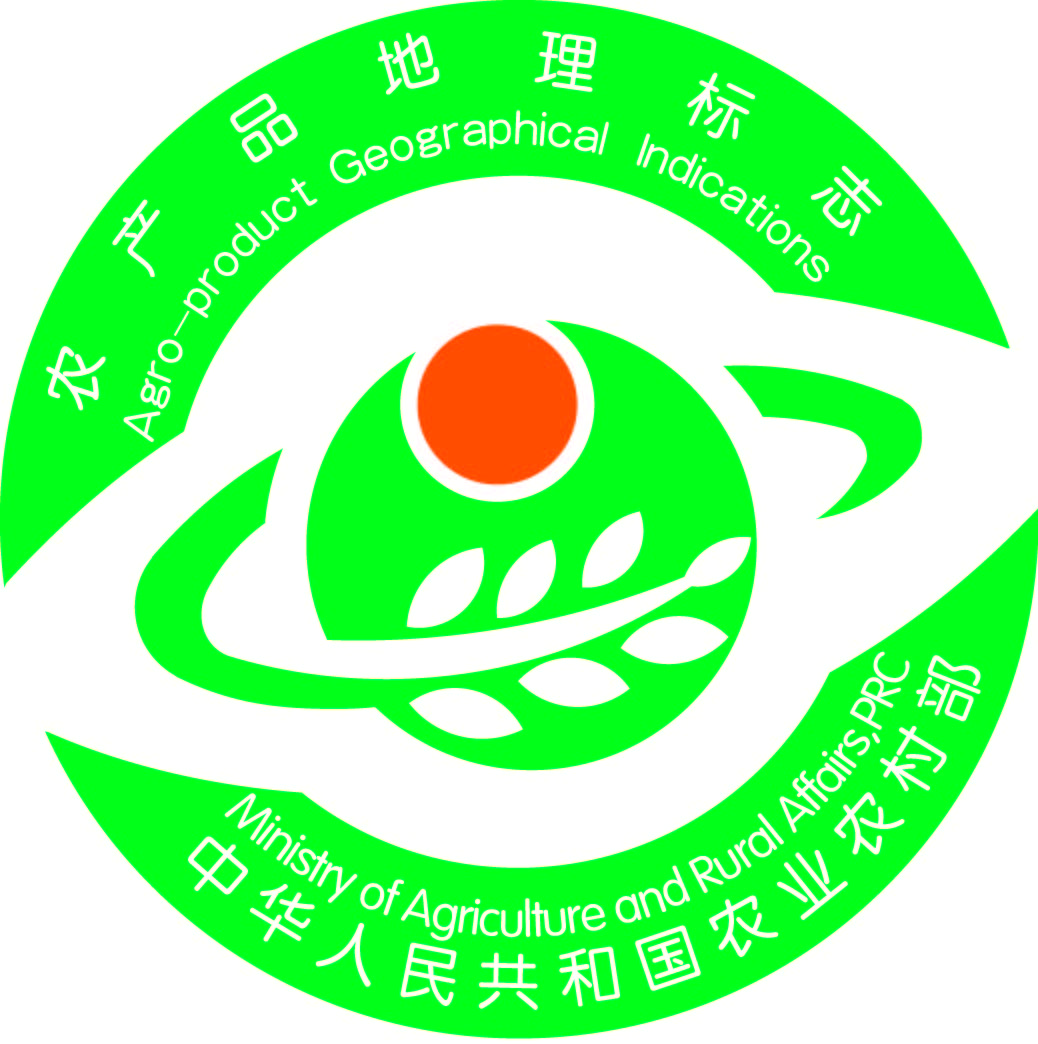 农产品地理标志
Agro-product Geographical Indications
Ministry of Agriculture and Rural Affairs,PRC
中华人民共和国农业农村部